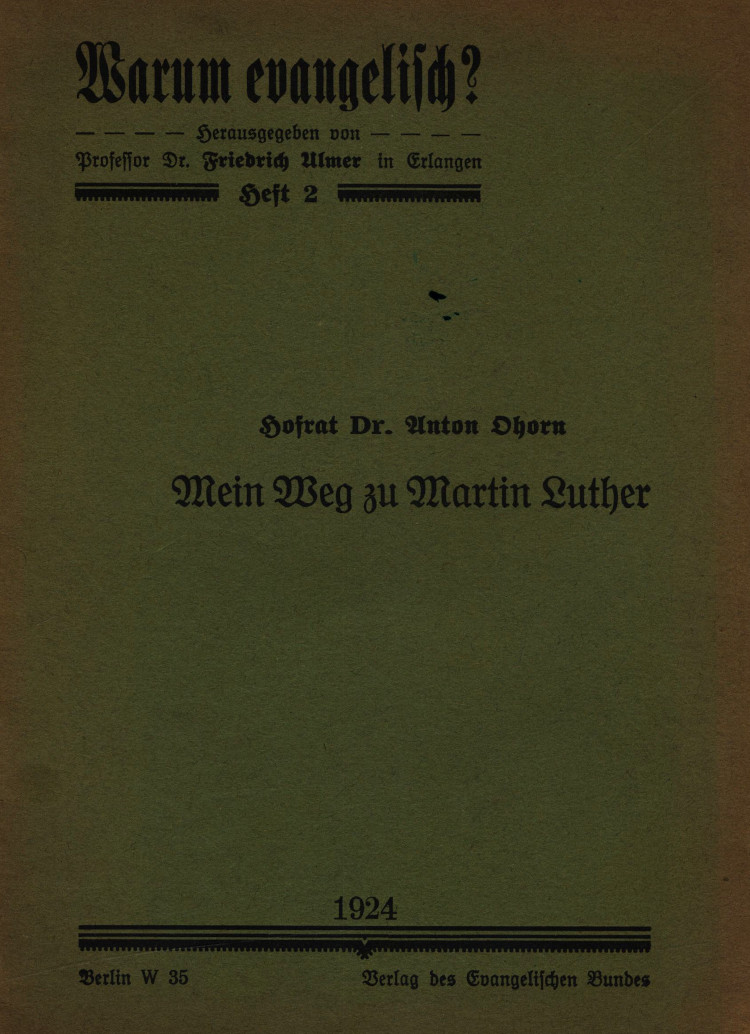 Warum evangelisch?
Herausgegeben von
Professor Dr. Friedrich Ulmer in Erlangen
Heft 2
Hofrat Dr. Anton Ohorn
Mein Weg zu Martin Luther
1924
Berlin W 35 Verlag des Evangelischen Bundes